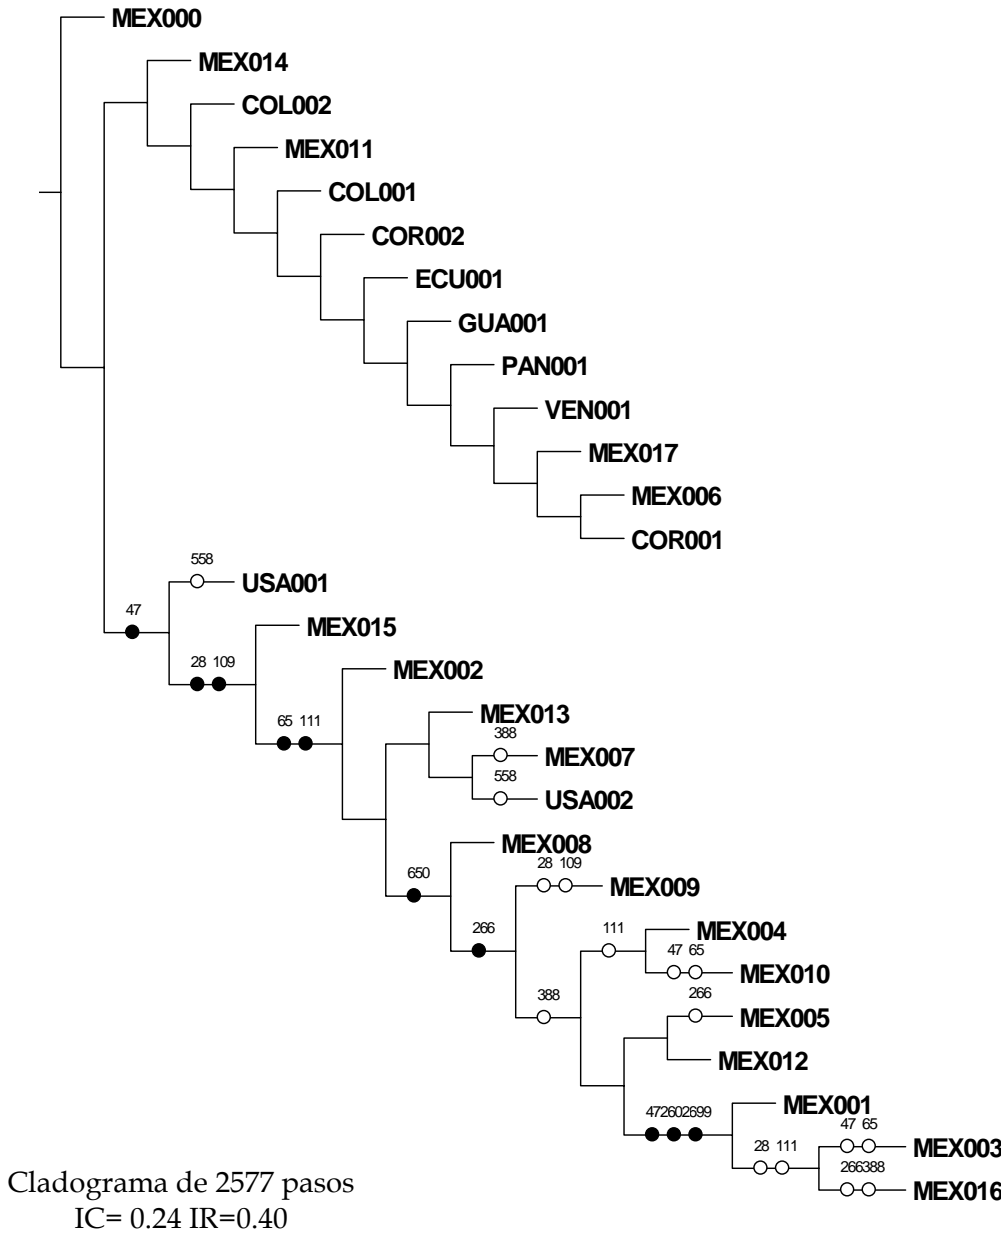 MEX000
MEX014
COL002
MEX011
COL001
COR002
ECU001
GUA001
PAN001
VEN001
MEX017
MEX006
COR001
558
USA001
47
MEX015
28 109
MEX002
65 111
MEX013
388
MEX007
558
USA002
MEX008
650
28 109
MEX009
266
111
MEX004
47 65
MEX010
388
266
MEX005
MEX012
MEX001
472602699
47 65
MEX003
28 111
266388
MEX016
Cladograma de 2577 pasos
IC= 0.24 IR=0.40